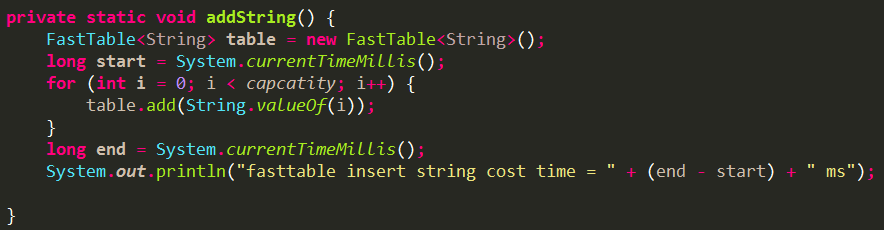 private static void addString() {
    FastTable<String> table = new FastTable<String>();
    long start = System.currentTimeMillis();
    for (int i = 0; i < capcatity; i++) {
        table.add(String.valueOf(i));
    }
    long end = System.currentTimeMillis();
    System.out.println("fasttable insert string cost time = " + (end - start) + " ms");
}